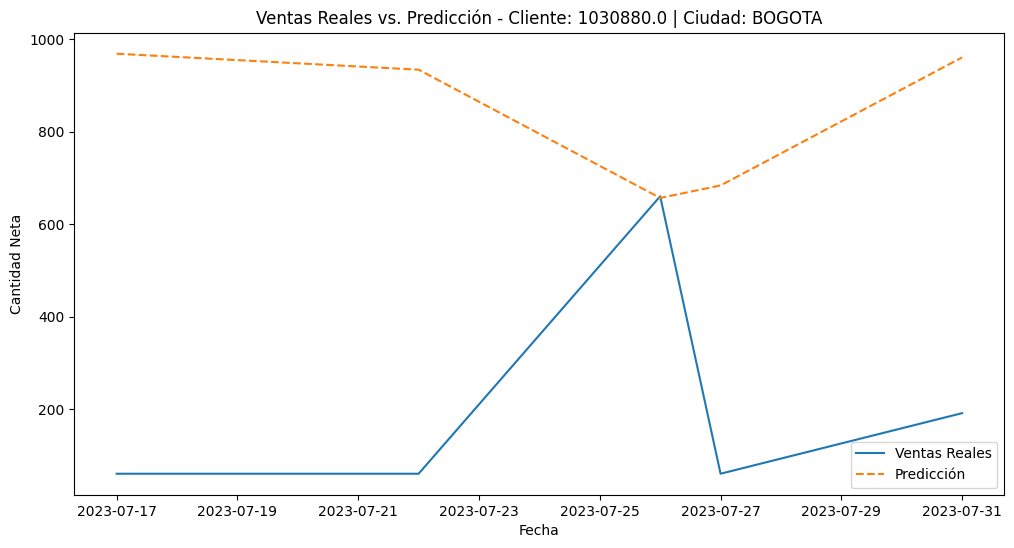 Ventas Reales vs. Predicción - Cliente: 1030880.0 | Ciudad: BOGOTA
1000
800
600
400
200
Cantidad Neta
2023-07-17 2023-07-19 2023-07-21 2023-07-23 2023-07-25 2023-07-27 2023-07-29 2023-07-31
Fecha
Ventas Reales
Predicción